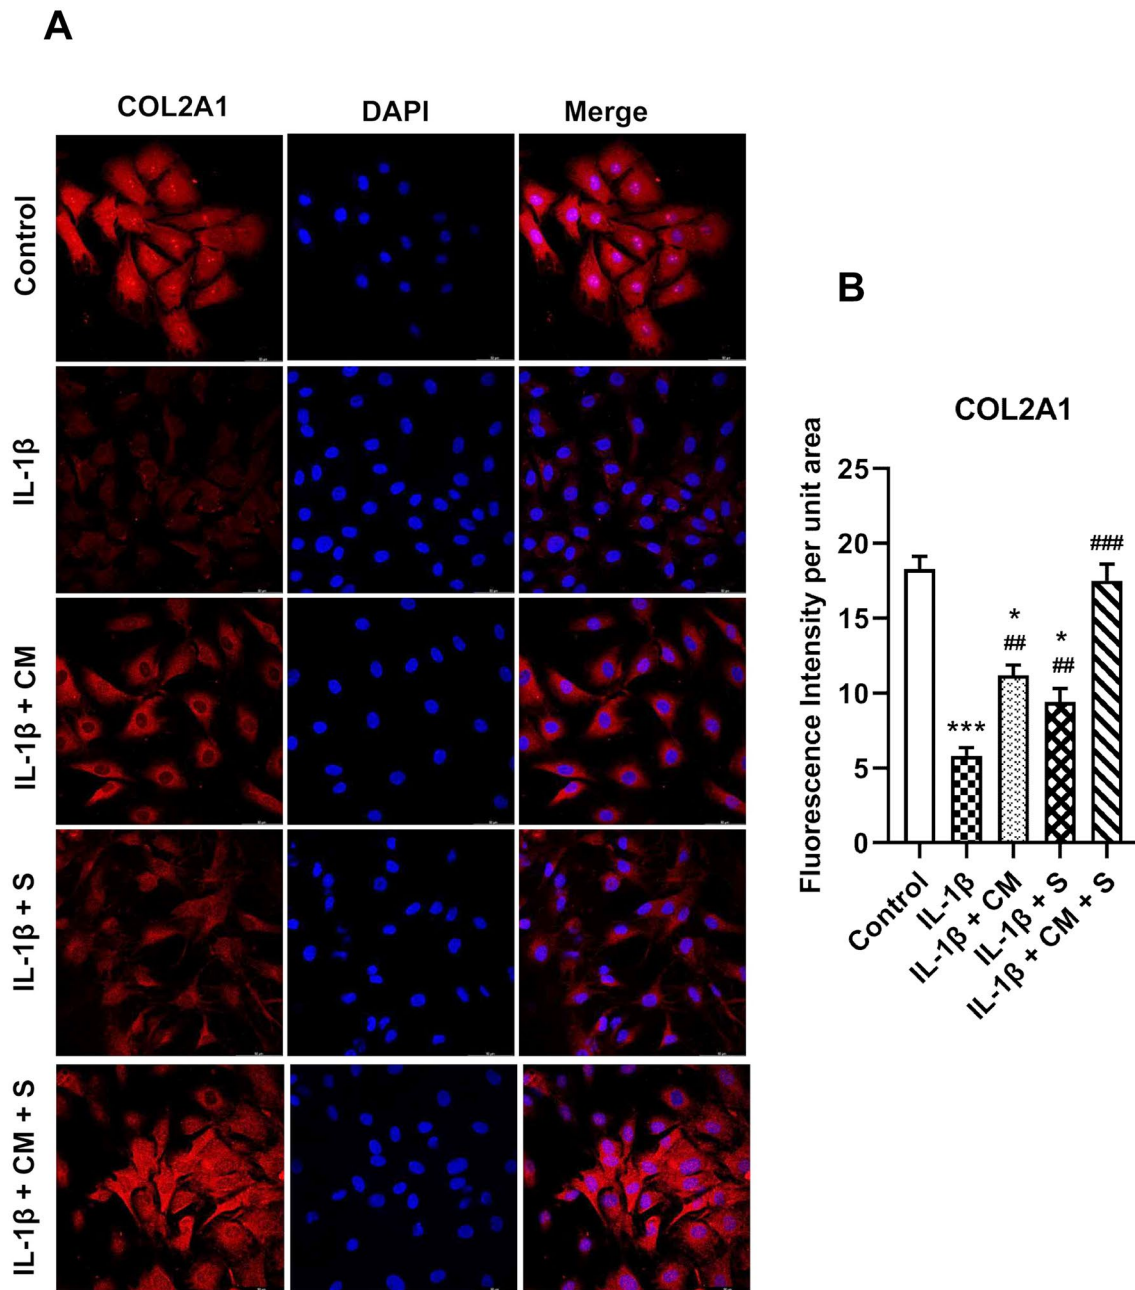 A
COL2A1 DAPI Merge
Control
IL-1β
IL-1β + CM
IL-1β + S
IL-1β + CM + S
B
COL2A1
Fluorescence Intensity per unit area
25
20
15
10
5
0
***
*
##
*
##
###
Control
IL-1β
IL-1β + CM
IL-1β + S
IL-1β + CM + S